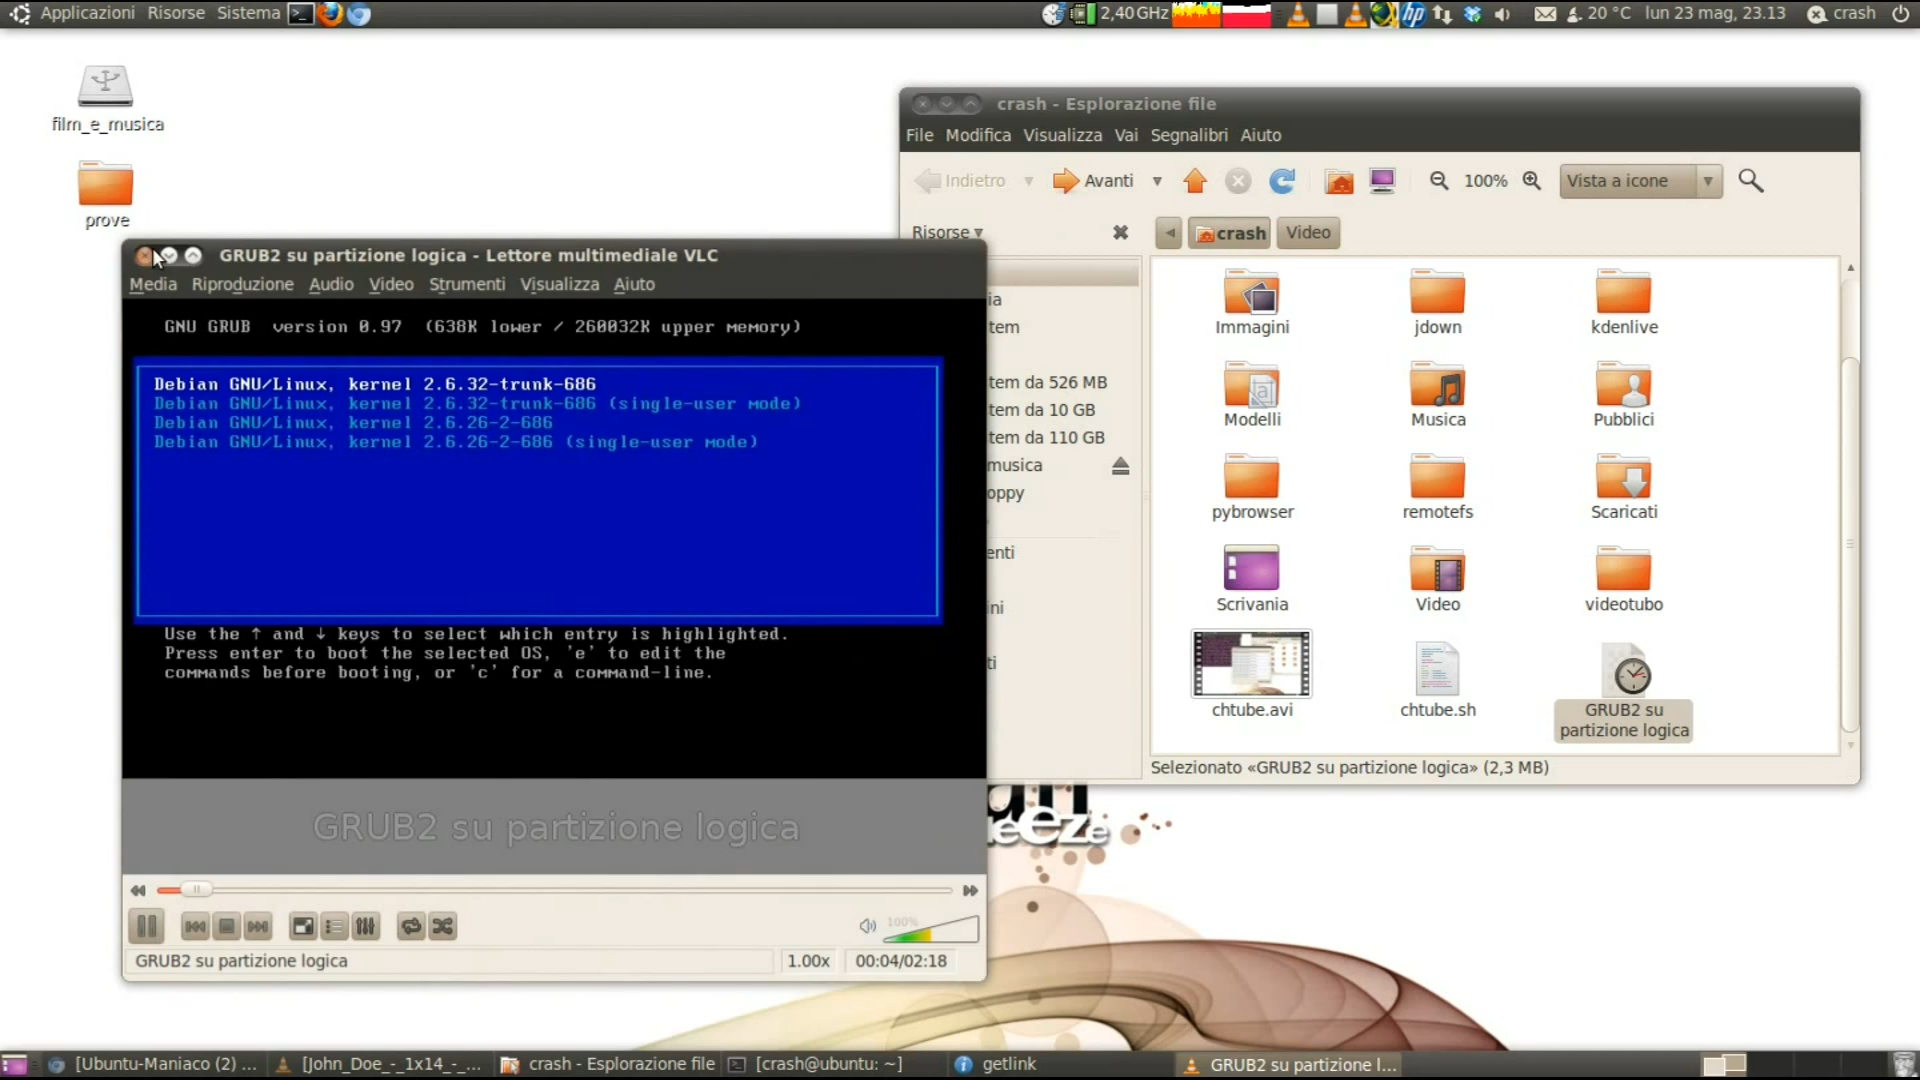 Applicazioni Risorse Sistema
2,40 GHz
hp
20 °C lun 23 mag, 23.13 crash
film_e_musica
prove
crash - Esplorazione file
File Modifica Visualizza Vai Segnalibri Aiuto
Indietro Avanti 100% Vista a icone
Risorse crash Video
ia
tem
tem da 526 MB
tem da 10 GB
tem da 110 GB
musica
oppy
enti
ini
ti
Immagini jdown kdenlive
Modelli Musica Pubblici
pybrowser remotefs Scaricati
Scrivania Video videotubo
chtube.avi chtube.sh GRUB2 su
partizione logica
Selezionato «GRUB2 su partizione logica» (2,3 MB)
GRUB2 su partizione logica - Lettore multimediale VLC
Media Riproduzione Audio Video Strumenti Visualizza Aiuto
GNU GRUB version 0.97 (638K lower / 260032K upper memory)
Debian GNU/Linux, kernel 2.6.32-trunk-686
Debian GNU/Linux, kernel 2.6.32-trunk-686 (single-user mode)
Debian GNU/Linux, kernel 2.6.26-2-686
Debian GNU/Linux, kernel 2.6.26-2-686 (single-user mode)
Use the ↑ and ↓ keys to select which entry is highlighted.
Press enter to boot the selected OS, 'e' to edit the
commands before booting, or 'c' for a command-line.
GRUB2 su partizione logica
100%
GRUB2 su partizione logica 1.00x 00:04/02:18
eeze
[Ubuntu-Maniaco (2) ... [John_Doe_-_1x14_-_... crash - Esplorazione file [crash@ubuntu: ~] getlink GRUB2 su partizione l...